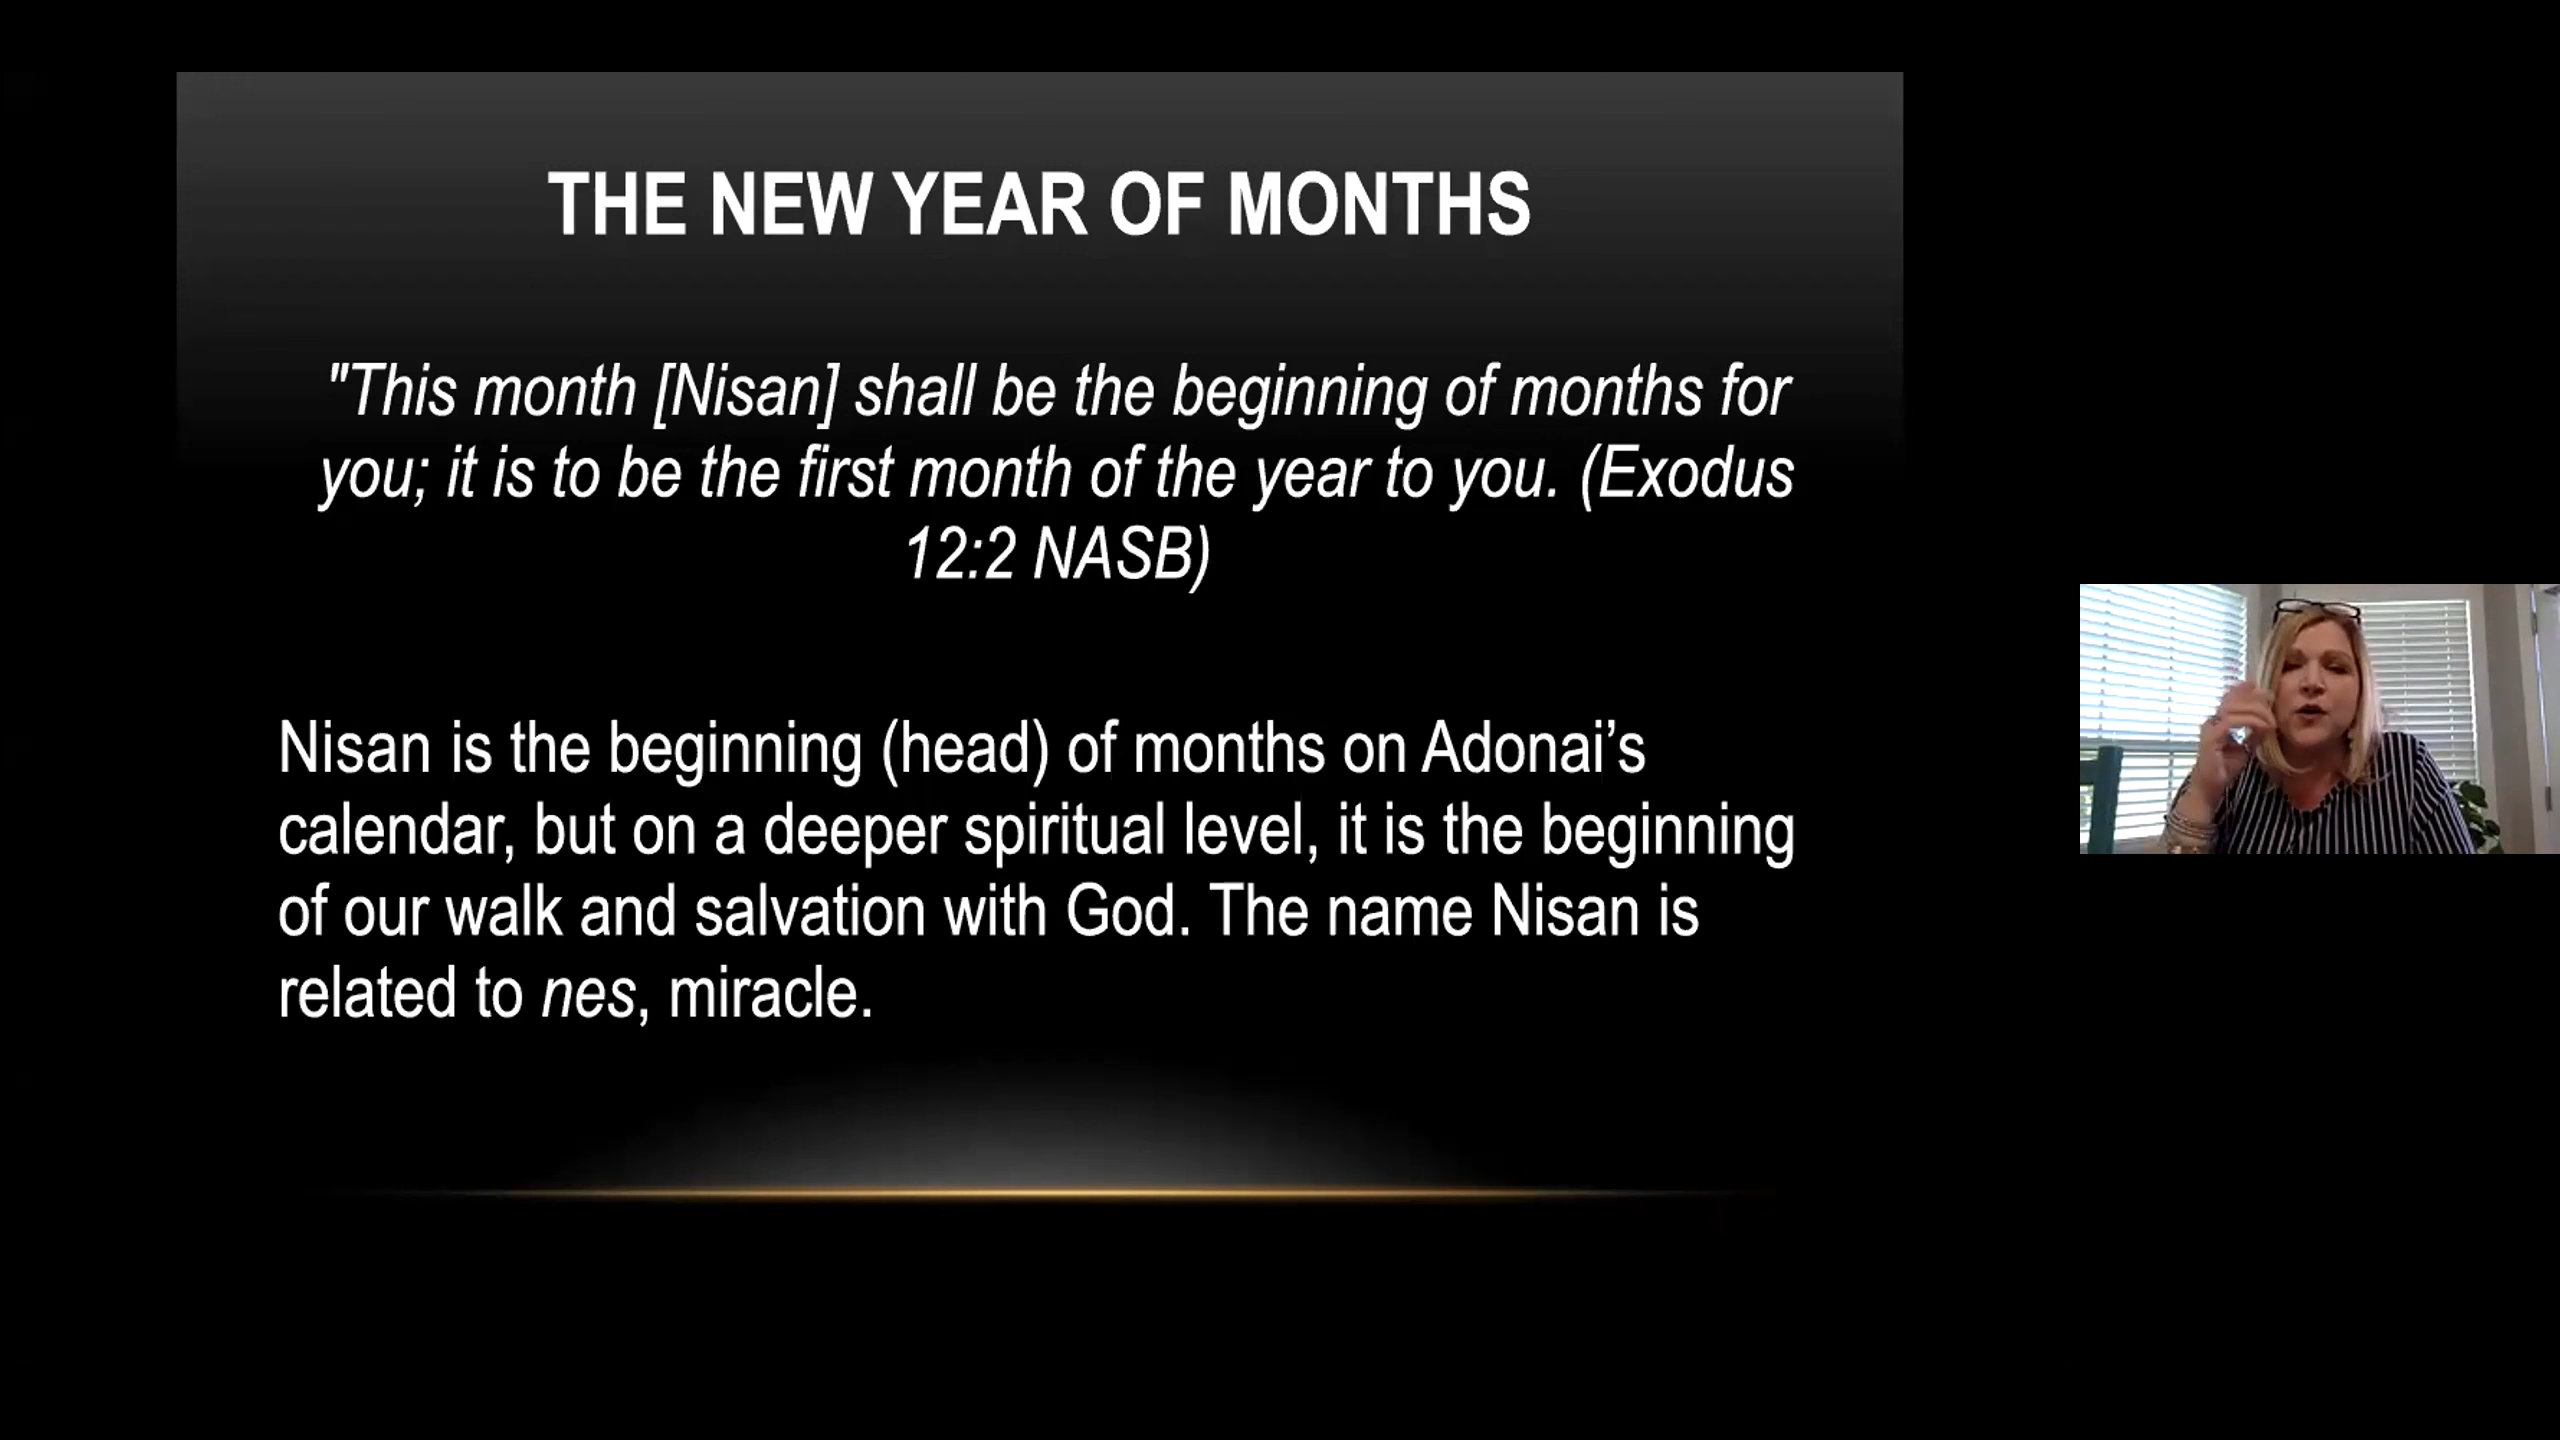 THE NEW YEAR OF MONTHS
"This month [Nisan] shall be the beginning of months for
you; it is to be the first month of the year to you. (Exodus
12:2 NASB)
Nisan is the beginning (head) of months on Adonai’s
calendar, but on a deeper spiritual level, it is the beginning
of our walk and salvation with God. The name Nisan is
related to nes, miracle.